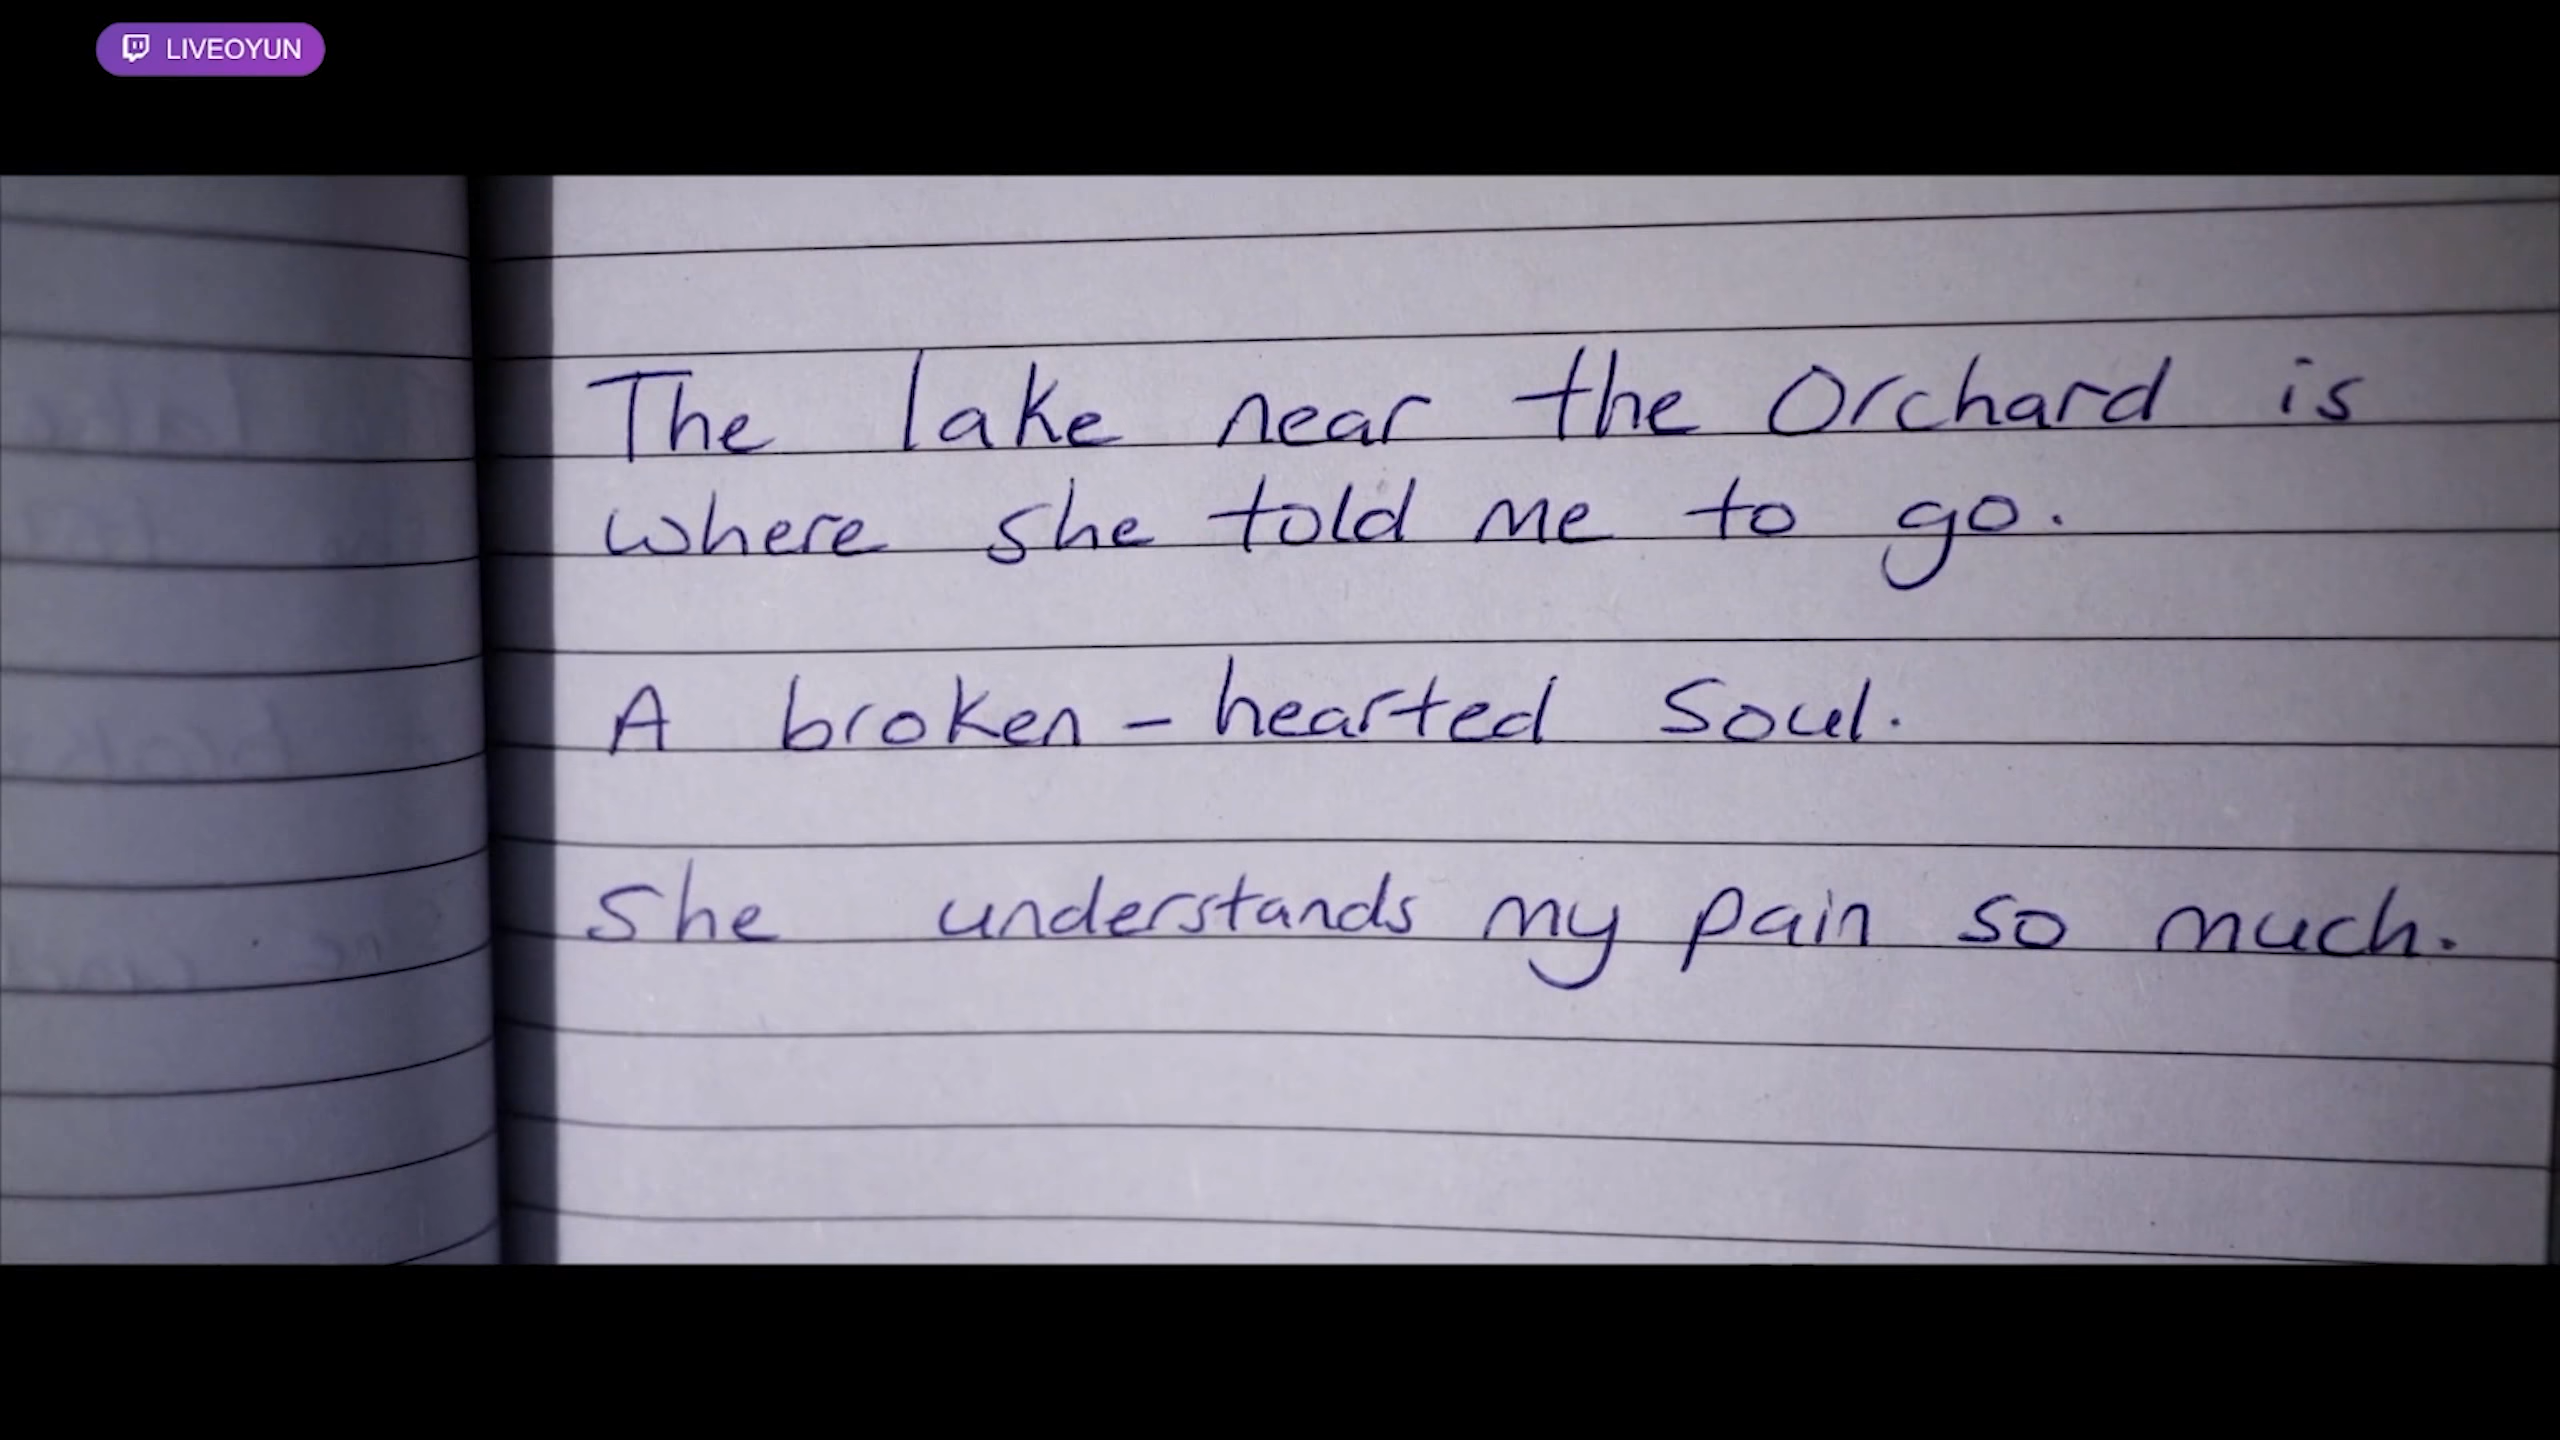 LIVEOYUN
The lake near the Orchard is
where she told me to go.
A broken-hearted soul.
She understands my pain so much.